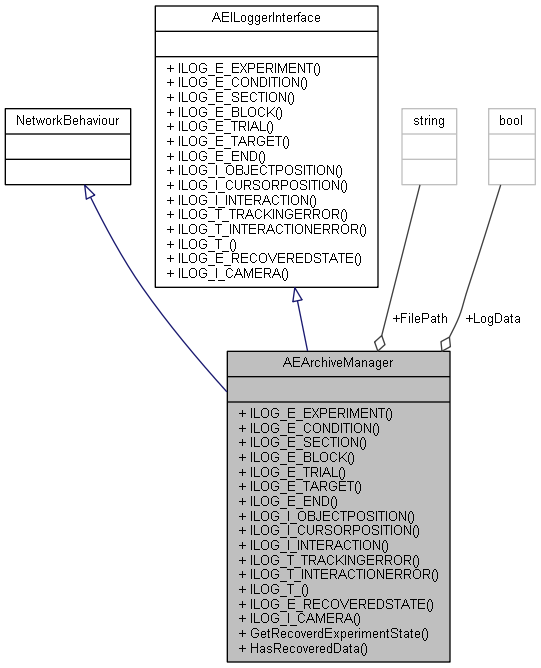 AEILoggerInterface
+ ILOG_E_EXPERIMENT()
+ ILOG_E_CONDITION()
+ ILOG_E_SECTION()
+ ILOG_E_BLOCK()
+ ILOG_E_TRIAL()
+ ILOG_E_TARGET()
+ ILOG_E_END()
+ ILOG_I_OBJECTPOSITION()
+ ILOG_I_CURSORPOSITION()
+ ILOG_I_INTERACTION()
+ ILOG_T_TRACKINGERROR()
+ ILOG_T_INTERACTIONERROR()
+ ILOG_T_()
+ ILOG_E_RECOVEREDSTATE()
+ ILOG_I_CAMERA()
NetworkBehaviour
string
bool
+FilePath
+LogData
AEArchiveManager
+ ILOG_E_EXPERIMENT()
+ ILOG_E_CONDITION()
+ ILOG_E_SECTION()
+ ILOG_E_BLOCK()
+ ILOG_E_TRIAL()
+ ILOG_E_TARGET()
+ ILOG_E_END()
+ ILOG_I_OBJECTPOSITION()
+ ILOG_I_CURSORPOSITION()
+ ILOG_I_INTERACTION()
+ ILOG_T_TRACKINGERROR()
+ ILOG_T_INTERACTIONERROR()
+ ILOG_T_()
+ ILOG_E_RECOVEREDSTATE()
+ ILOG_I_CAMERA()
+ GetRecoverdExperimentState()
+ HasRecoveredData()